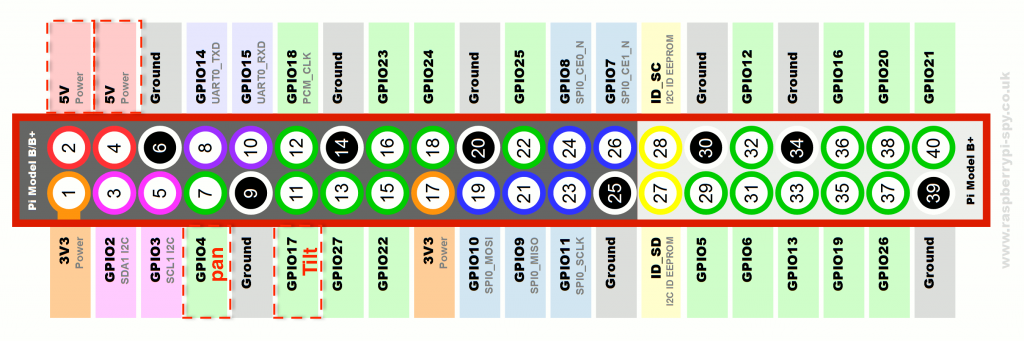 5V
Power
5V
Power
Ground
GPIO14
UART0_TXD
GPIO15
UART0_RXD
GPIO18
PCM_CLK
Ground
GPIO23
GPIO24
Ground
GPIO25
GPIO8
SPI0_CE0_N
GPIO7
SPI0_CE1_N
ID_SC
I2C ID EEPROM
Ground
GPIO12
Ground
GPIO16
GPIO20
GPIO21
Pi Model B/B+
2 4 6 8 10 12 14 16 18 20 22 24 26 28 30 32 34 36 38 40
1 3 5 7 9 11 13 15 17 19 21 23 25 27 29 31 33 35 37 39
Pi Model B+
3V3
Power
GPIO2
SDA1 I2C
GPIO3
SCL1 I2C
GPIO4
pan
Ground
GPIO17
Tilt
GPIO27
GPIO22
3V3
Power
GPIO10
SPI0_MOSI
GPIO9
SPI0_MISO
GPIO11
SPI0_SCLK
Ground
ID_SD
I2C ID EEPROM
GPIO5
GPIO6
GPIO13
GPIO19
GPIO26
Ground
www.raspberrypi-spy.co.uk